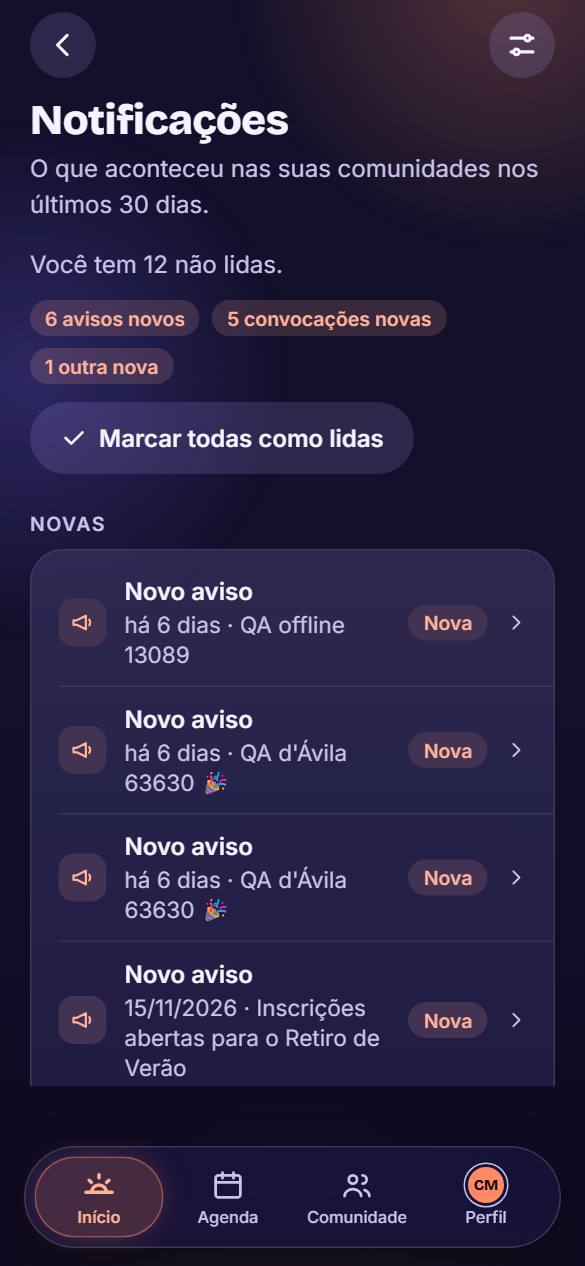 Notificações
O que aconteceu nas suas comunidades nos
últimos 30 dias.
Você tem 12 não lidas.
6 avisos novos
5 convocações novas
1 outra nova
Marcar todas como lidas
NOVAS
Novo aviso
há 6 dias · QA offline
13089
Nova
Novo aviso
há 6 dias · QA d'Ávila
63630 🎉
Nova
Novo aviso
há 6 dias · QA d'Ávila
63630 🎉
Nova
Novo aviso
15/11/2026 · Inscrições
abertas para o Retiro de
Verão
Nova
Início
Agenda
Comunidade
CM
Perfil